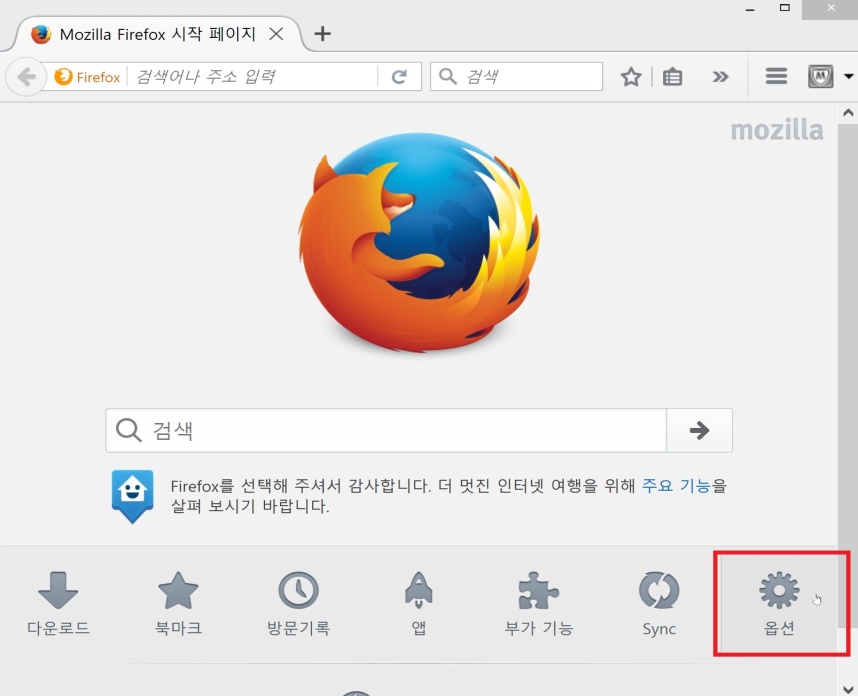 Mozilla Firefox 시작 페이지
Firefox 검색어나 주소 입력 검색
mozilla
검색
Firefox를 선택해 주셔서 감사합니다. 더 멋진 인터넷 여행을 위해 주요 기능을
살펴 보시기 바랍니다.
다운로드 북마크 방문기록 앱 부가 기능 Sync 옵션